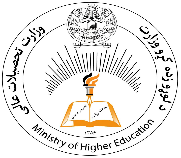 وزارت تحصیلات عالی
د لوړو زده کړو وزارت
Ministry of Higher Education